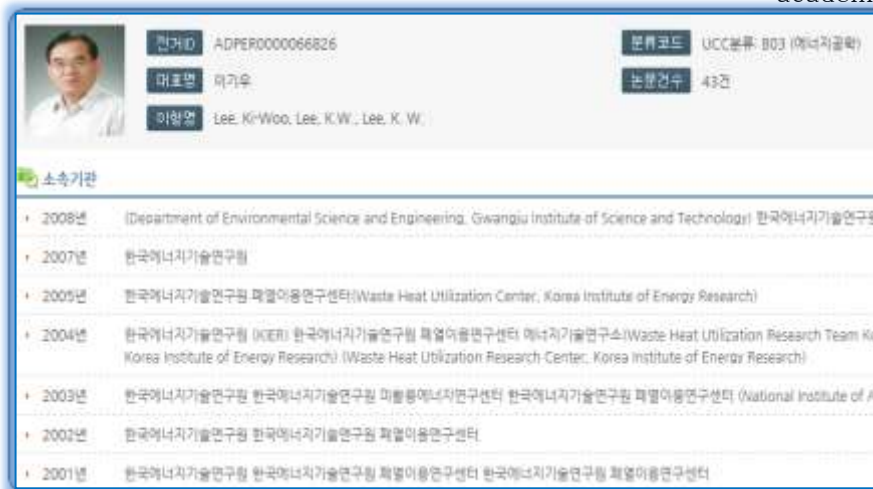 academ
전거ID ADPER0000066826 분류코드 UCC분류: B03 (에너지공학)
대표명 이기우 논문건수 43건
이형명 Lee, Ki-Woo, Lee, K.W., Lee, K. W.
소속기관
2008년 (Department of Environmental Science and Engineering, Gwangju Institute of Science and Technology) 한국에너지기술연구원
2007년 한국에너지기술연구원
2005년 한국에너지기술연구원 폐열이용연구센터(Waste Heat Utilization Center, Korea Institute of Energy Research)
2004년 한국에너지기술연구원 (KIER) 한국에너지기술연구원 폐열이용연구센터 에너지기술연구소(Waste Heat Utilization Research Team Ko
Korea Institute of Energy Research) (Waste Heat Utilization Research Center, Korea Institute of Energy Research)
2003년 한국에너지기술연구원 한국에너지기술연구원 미활용에너지연구센터 한국에너지기술연구원 폐열이용연구센터 (National Institute of A
2002년 한국에너지기술연구원 한국에너지기술연구원 폐열이용연구센터
2001년 한국에너지기술연구원 한국에너지기술연구원 폐열이용연구센터 한국에너지기술연구원 폐열이용연구센터